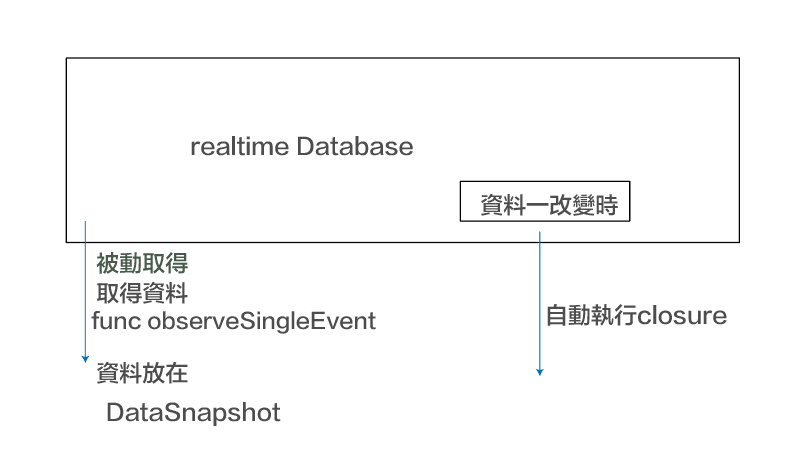 realtime Database
資料一改變時
被動取得
取得資料
func observeSingleEvent
資料放在
DataSnapshot
自動執行closure